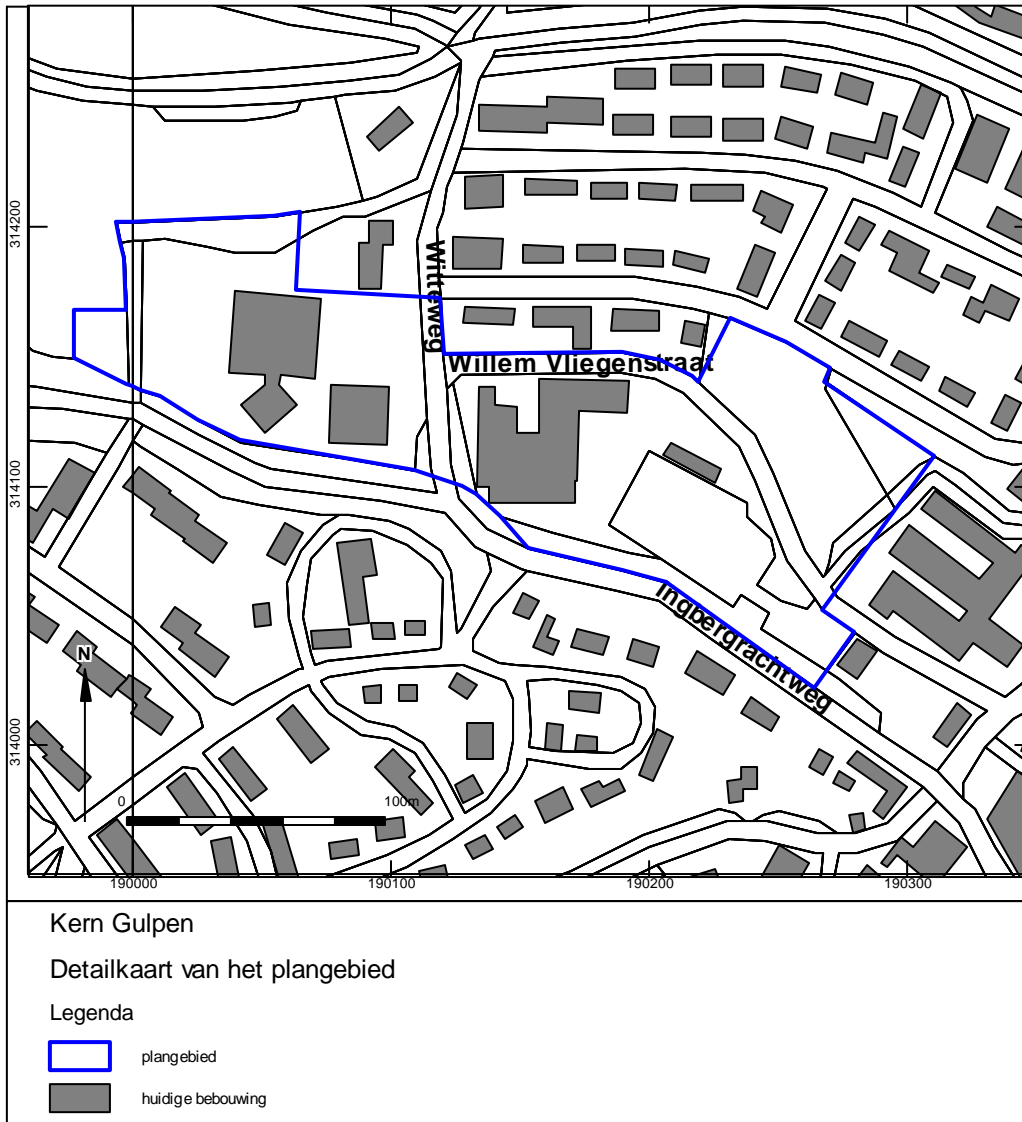 314200
314100
314000
Witteweg
Willem Vliegenstraat
Ingbergrachtweg
N
0
100m
190000
190100
190200
190300
Kern Gulpen
Detailkaart van het plangebied
Legenda
plangebied
huidige bebouwing